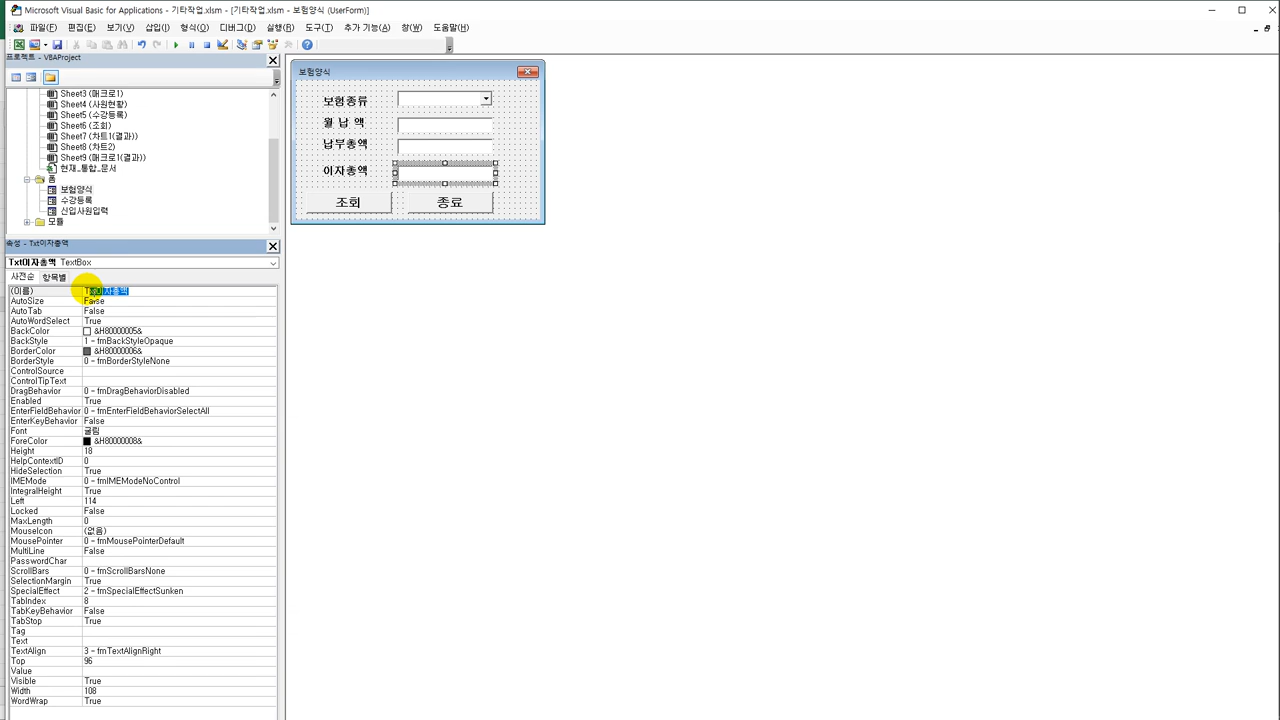 Microsoft Visual Basic for Applications - 기타작업.xlsm - [기타작업.xlsm - 보험양식 (UserForm)]
파일(F) 편집(E) 보기(V) 삽입(I) 형식(O) 디버그(D) 실행(R) 도구(T) 추가 기능(A) 창(W) 도움말(H)
프로젝트 - VBAProject
Sheet3 (매크로1)
Sheet4 (사원현황)
Sheet5 (수강등록)
Sheet6 (조회)
Sheet7 (차트1(결과))
Sheet8 (차트2)
Sheet9 (매크로1(결과))
현재_통합_문서
폼
보험양식
수강등록
신입사원입력
모듈
속성 - Txt이자총액
Txt이자총액 TextBox
사전순 항목별
(이름) Txt이자총액
AutoSize False
AutoTab False
AutoWordSelect True
BackColor &H80000005&
BackStyle 1 - fmBackStyleOpaque
BorderColor &H80000006&
BorderStyle 0 - fmBorderStyleNone
ControlSource
ControlTipText
DragBehavior 0 - fmDragBehaviorDisabled
Enabled True
EnterFieldBehavior 0 - fmEnterFieldBehaviorSelectAll
EnterKeyBehavior False
Font 굴림
ForeColor &H80000008&
Height 18
HelpContextID 0
HideSelection True
IMEMode 0 - fmIMEModeNoControl
IntegralHeight True
Left 114
Locked False
MaxLength 0
MouseIcon (없음)
MousePointer 0 - fmMousePointerDefault
MultiLine False
PasswordChar
ScrollBars 0 - fmScrollBarsNone
SelectionMargin True
SpecialEffect 2 - fmSpecialEffectSunken
TabIndex 8
TabKeyBehavior False
TabStop True
Tag
Text
TextAlign 3 - fmTextAlignRight
Top 96
Value
Visible True
Width 108
WordWrap True
보험양식
보험종류
월 납 액
납부총액
이자총액
조회 종료